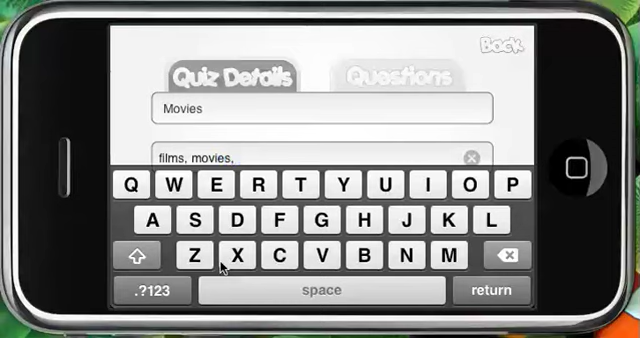 Back
Quiz Details Questions
Movies
films, movies,
Q W E R T Y U I O P
A S D F G H J K L
Z X C V B N M
.?123 space return